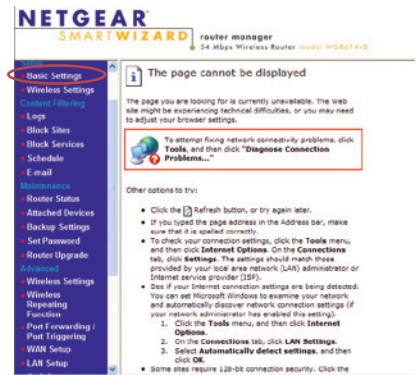 NETGEAR
SMARTWIZARD router manager
54 Mbps Wireless Router model WGR614v8
Setup
Basic Settings
Wireless Settings
Content Filtering
Logs
Block Sites
Block Services
Schedule
E-mail
Maintenance
Router Status
Attached Devices
Backup Settings
Set Password
Router Upgrade
Advanced
Wireless Settings
Wireless
Repeating
Function
Port Forwarding /
Port Triggering
WAN Setup
LAN Setup
The page cannot be displayed
The page you are looking for is currently unavailable. The Web
site might be experiencing technical difficulties, or you may need
to adjust your browser settings.
To attempt fixing network connectivity problems, click
Tools, and then click "Diagnose Connection
Problems..."
Other options to try:
• Click the Refresh button, or try again later.
• If you typed the page address in the Address bar, make
sure that it is spelled correctly.
• To check your connection settings, click the Tools menu,
and then click Internet Options. On the Connections
tab, click Settings. The settings should match those
provided by your local area network (LAN) administrator or
Internet service provider (ISP).
• See if your Internet connection settings are being detected.
You can set Microsoft Windows to examine your network
and automatically discover network connection settings (if
your network administrator has enabled this setting).
1. Click the Tools menu, and then click Internet
Options.
2. On the Connections tab, click LAN Settings.
3. Select Automatically detect settings, and then
click OK.
• Some sites require 128-bit connection security. Click the